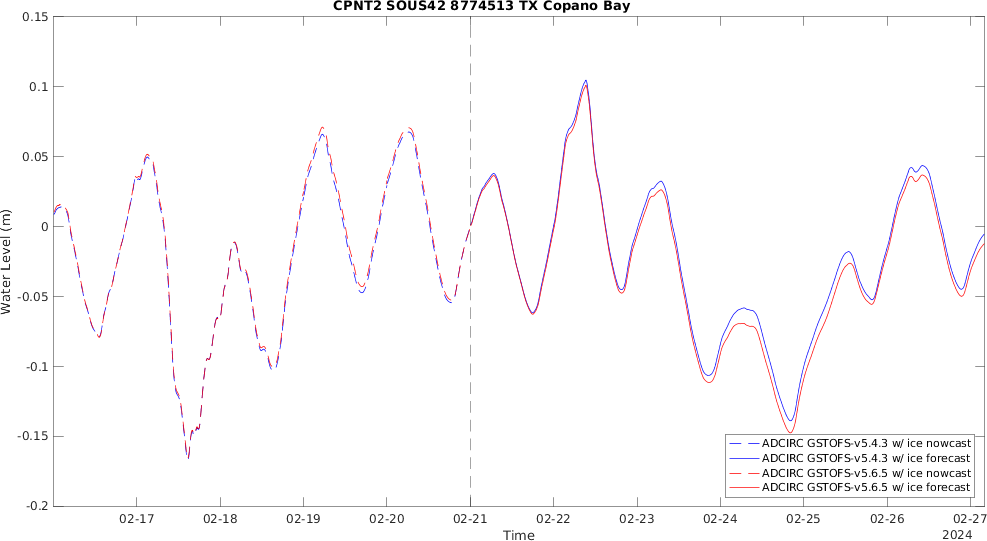 CPNT2 SOUS42 8774513 TX Copano Bay
0.15
0.1
0.05
0
-0.05
-0.1
-0.15
-0.2
Water Level (m)
ADCIRC GSTOFS-v5.4.3 w/ ice nowcast
ADCIRC GSTOFS-v5.4.3 w/ ice forecast
ADCIRC GSTOFS-v5.6.5 w/ ice nowcast
ADCIRC GSTOFS-v5.6.5 w/ ice forecast
02-17 02-18 02-19 02-20 02-21 02-22 02-23 02-24 02-25 02-26 02-27
Time
2024